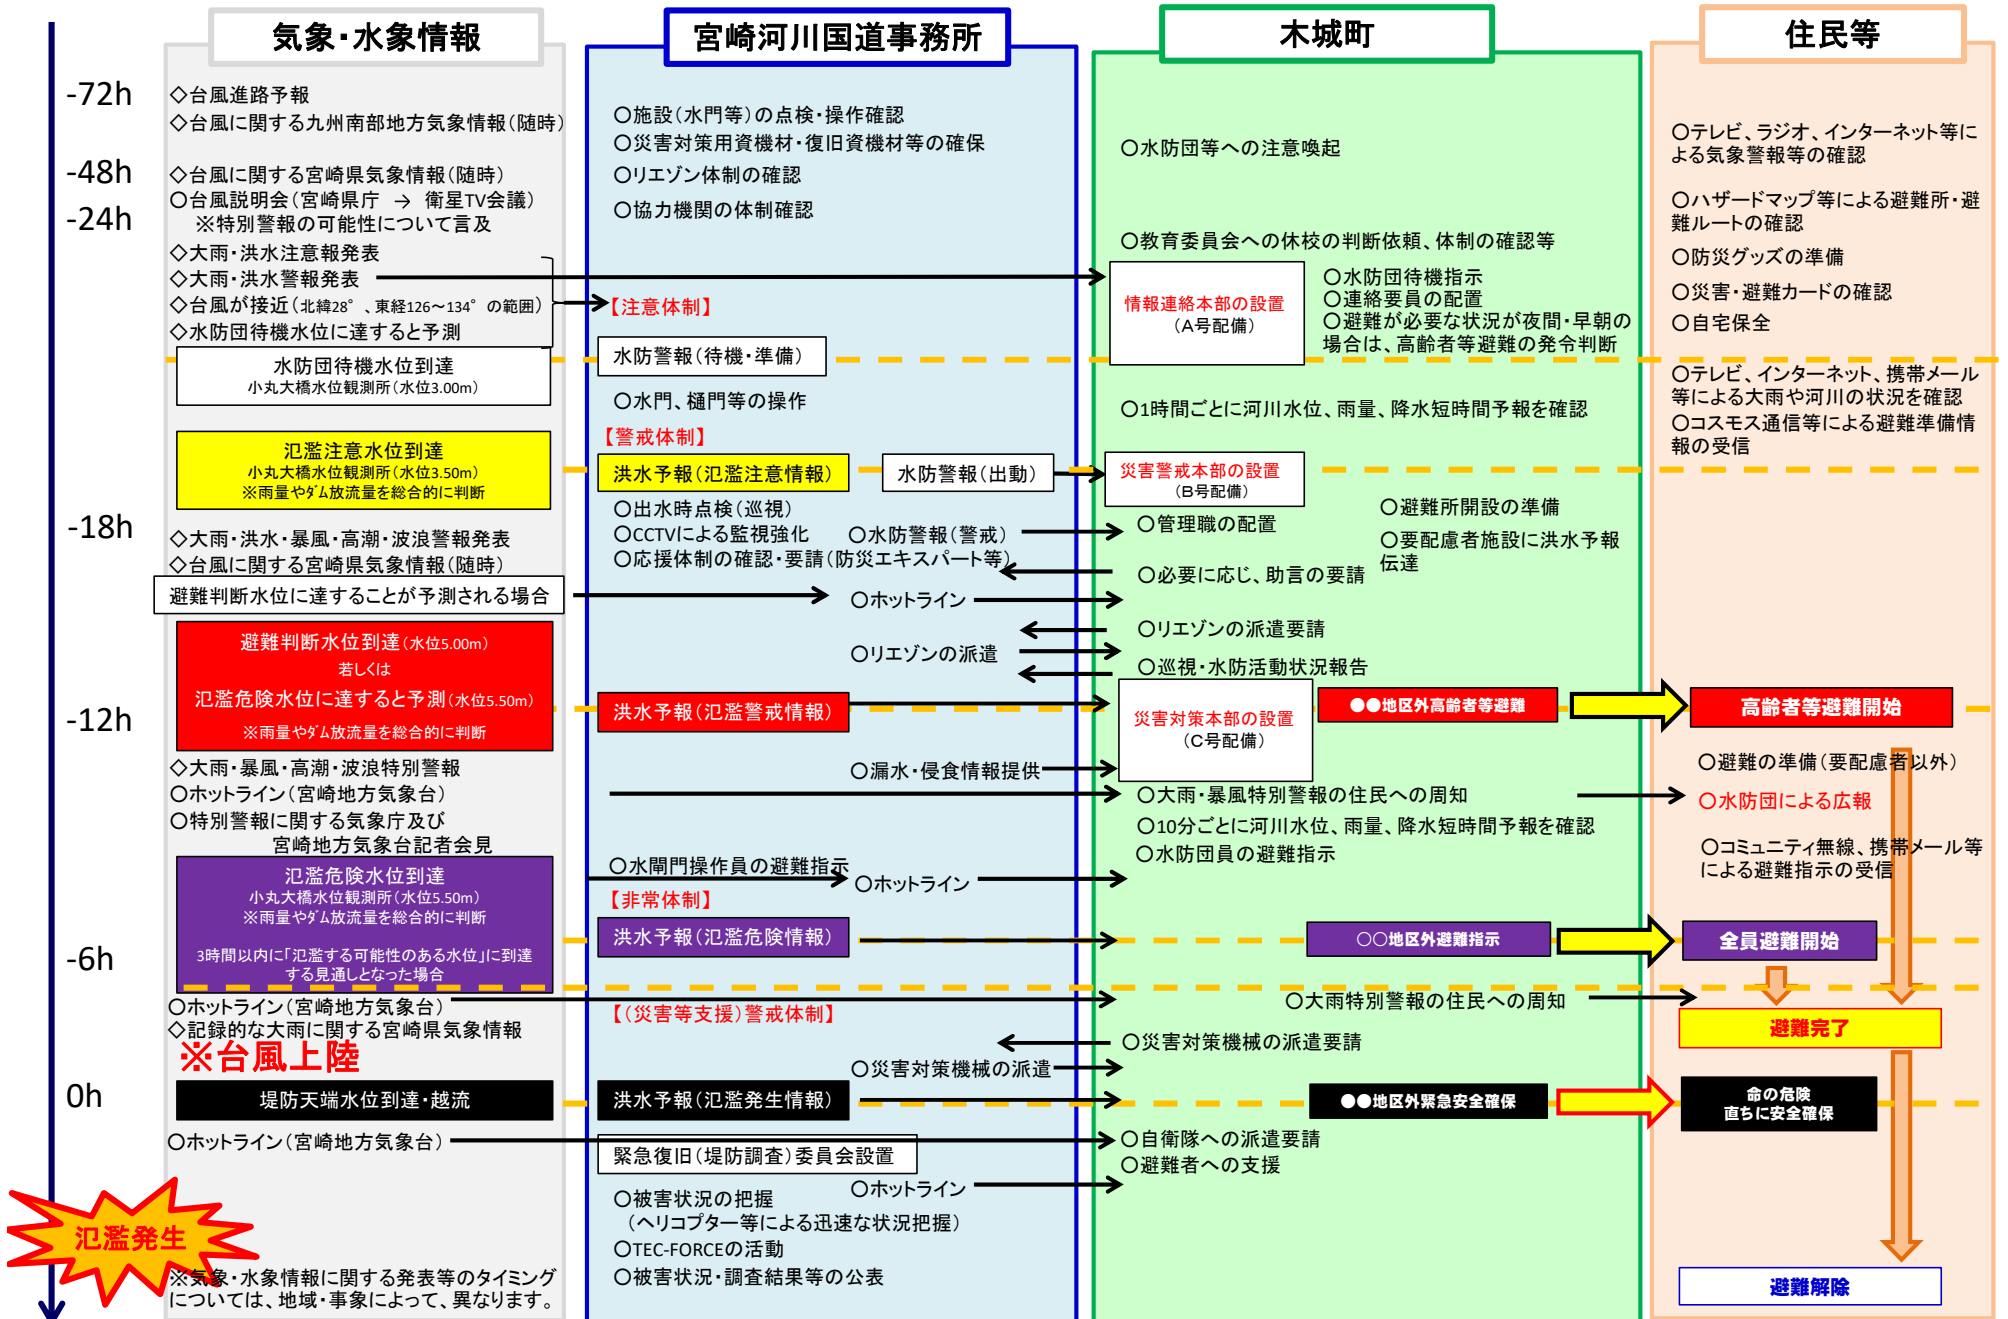 気象・水象情報
宮崎河川国道事務所
木城町
住民等
-72h
-48h
-24h
-18h
-12h
-6h
0h
氾濫発生
◇台風進路予報
◇台風に関する九州南部地方気象情報(随時)
◇台風に関する宮崎県気象情報(随時)
〇台風説明会(宮崎県庁 → 衛星TV会議)
※特別警報の可能性について言及
◇大雨・洪水注意報発表
◇大雨・洪水警報発表
◇台風が接近(北緯28°、東経126～134°の範囲)
◇水防団待機水位に達すると予測
水防団待機水位到達
小丸大橋水位観測所(水位3.00m)
氾濫注意水位到達
小丸大橋水位観測所(水位3.50m)
※雨量やダム放流量を総合的に判断
◇大雨・洪水・暴風・高潮・波浪警報発表
◇台風に関する宮崎県気象情報(随時)
避難判断水位に達することが予測される場合
避難判断水位到達(水位5.00m)
若しくは
氾濫危険水位に達すると予測(水位5.50m)
※雨量やダム放流量を総合的に判断
◇大雨・暴風・高潮・波浪特別警報
〇ホットライン(宮崎地方気象台)
〇特別警報に関する気象庁及び
宮崎地方気象台記者会見
氾濫危険水位到達
小丸大橋水位観測所(水位5.50m)
※雨量やダム放流量を総合的に判断
3時間以内に「氾濫する可能性のある水位」に到達
する見通しとなった場合
〇ホットライン(宮崎地方気象台)
◇記録的な大雨に関する宮崎県気象情報
※台風上陸
堤防天端水位到達・越流
〇ホットライン(宮崎地方気象台)
※気象・水象情報に関する発表等のタイミング
については、地域・事象によって、異なります。
〇施設(水門等)の点検・操作確認
〇災害対策用資機材・復旧資機材等の確保
〇リエゾン体制の確認
〇協力機関の体制確認
【注意体制】
水防警報(待機・準備)
〇水門、樋門等の操作
【警戒体制】
洪水予報(氾濫注意情報)
水防警報(出動)
〇出水時点検(巡視)
〇CCTVによる監視強化
〇水防警報(警戒)
〇応援体制の確認・要請(防災エキスパート等)
〇ホットライン
〇リエゾンの派遣
洪水予報(氾濫警戒情報)
〇漏水・侵食情報提供
〇水閘門操作員の避難指示
〇ホットライン
【非常体制】
洪水予報(氾濫危険情報)
【(災害等支援)警戒体制】
〇災害対策機械の派遣
洪水予報(氾濫発生情報)
緊急復旧(堤防調査)委員会設置
〇ホットライン
〇被害状況の把握
(ヘリコプター等による迅速な状況把握)
〇TEC-FORCEの活動
〇被害状況・調査結果等の公表
〇水防団等への注意喚起
〇教育委員会への休校の判断依頼、体制の確認等
情報連絡本部の設置
(A号配備)
〇水防団待機指示
〇連絡要員の配置
〇避難が必要な状況が夜間・早朝の
場合は、高齢者等避難の発令判断
〇1時間ごとに河川水位、雨量、降水短時間予報を確認
災害警戒本部の設置
(B号配備)
〇避難所開設の準備
〇管理職の配置
〇要配慮者施設に洪水予報
伝達
〇必要に応じ、助言の要請
〇リエゾンの派遣要請
〇巡視・水防活動状況報告
災害対策本部の設置
(C号配備)
●●地区外高齢者等避難
〇大雨・暴風特別警報の住民への周知
〇10分ごとに河川水位、雨量、降水短時間予報を確認
〇水防団員の避難指示
〇〇地区外避難指示
〇大雨特別警報の住民への周知
〇災害対策機械の派遣要請
●●地区外緊急安全確保
〇自衛隊への派遣要請
〇避難者への支援
〇テレビ、ラジオ、インターネット等に
よる気象警報等の確認
〇ハザードマップ等による避難所・避
難ルートの確認
〇防災グッズの準備
〇災害・避難カードの確認
〇自宅保全
〇テレビ、インターネット、携帯メール
等による大雨や河川の状況を確認
〇コスモス通信等による避難準備情
報の受信
高齢者等避難開始
〇避難の準備(要配慮者以外)
〇水防団による広報
〇コミュニティ無線、携帯メール等
による避難指示の受信
全員避難開始
避難完了
命の危険
直ちに安全確保
避難解除